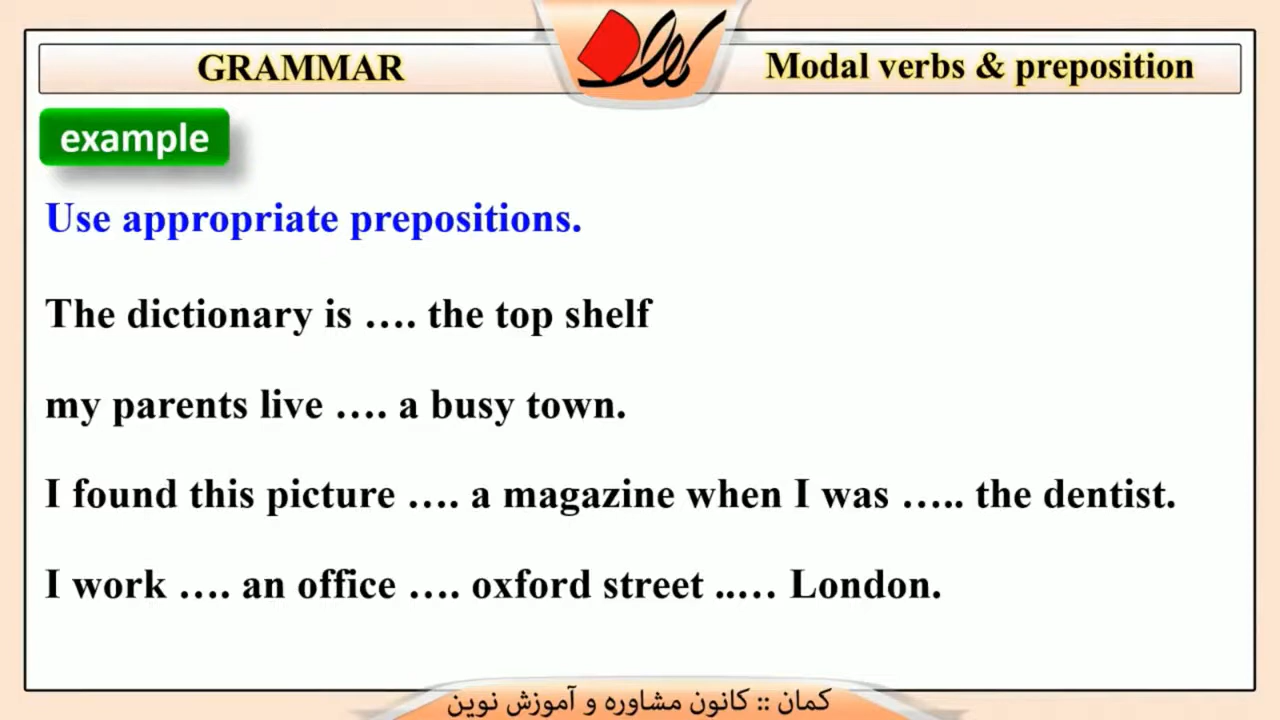 GRAMMAR
کمان
Modal verbs & preposition
example
Use appropriate prepositions.
The dictionary is …. the top shelf
my parents live …. a busy town.
I found this picture …. a magazine when I was ….. the dentist.
I work …. an office …. oxford street ..… London.
کمان :: کانون مشاوره و آموزش نوین